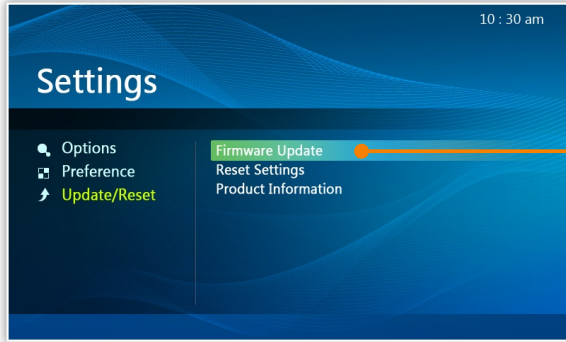 10 : 30 am
Settings
Options
Preference
Update/Reset
Firmware Update
Reset Settings
Product Information